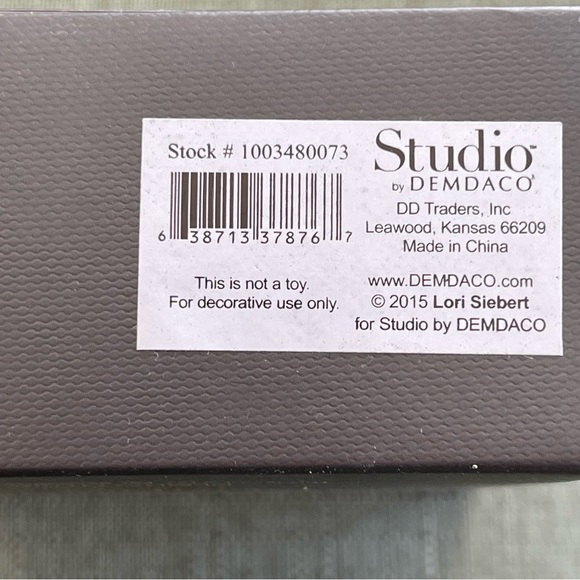 Stock # 1003480073
6 38713 37876 7
This is not a toy.
For decorative use only.
Studio™
by DEMDACO®
DD Traders, Inc
Leawood, Kansas 66209
Made in China
www.DEMDACO.com
© 2015 Lori Siebert
for Studio by DEMDACO